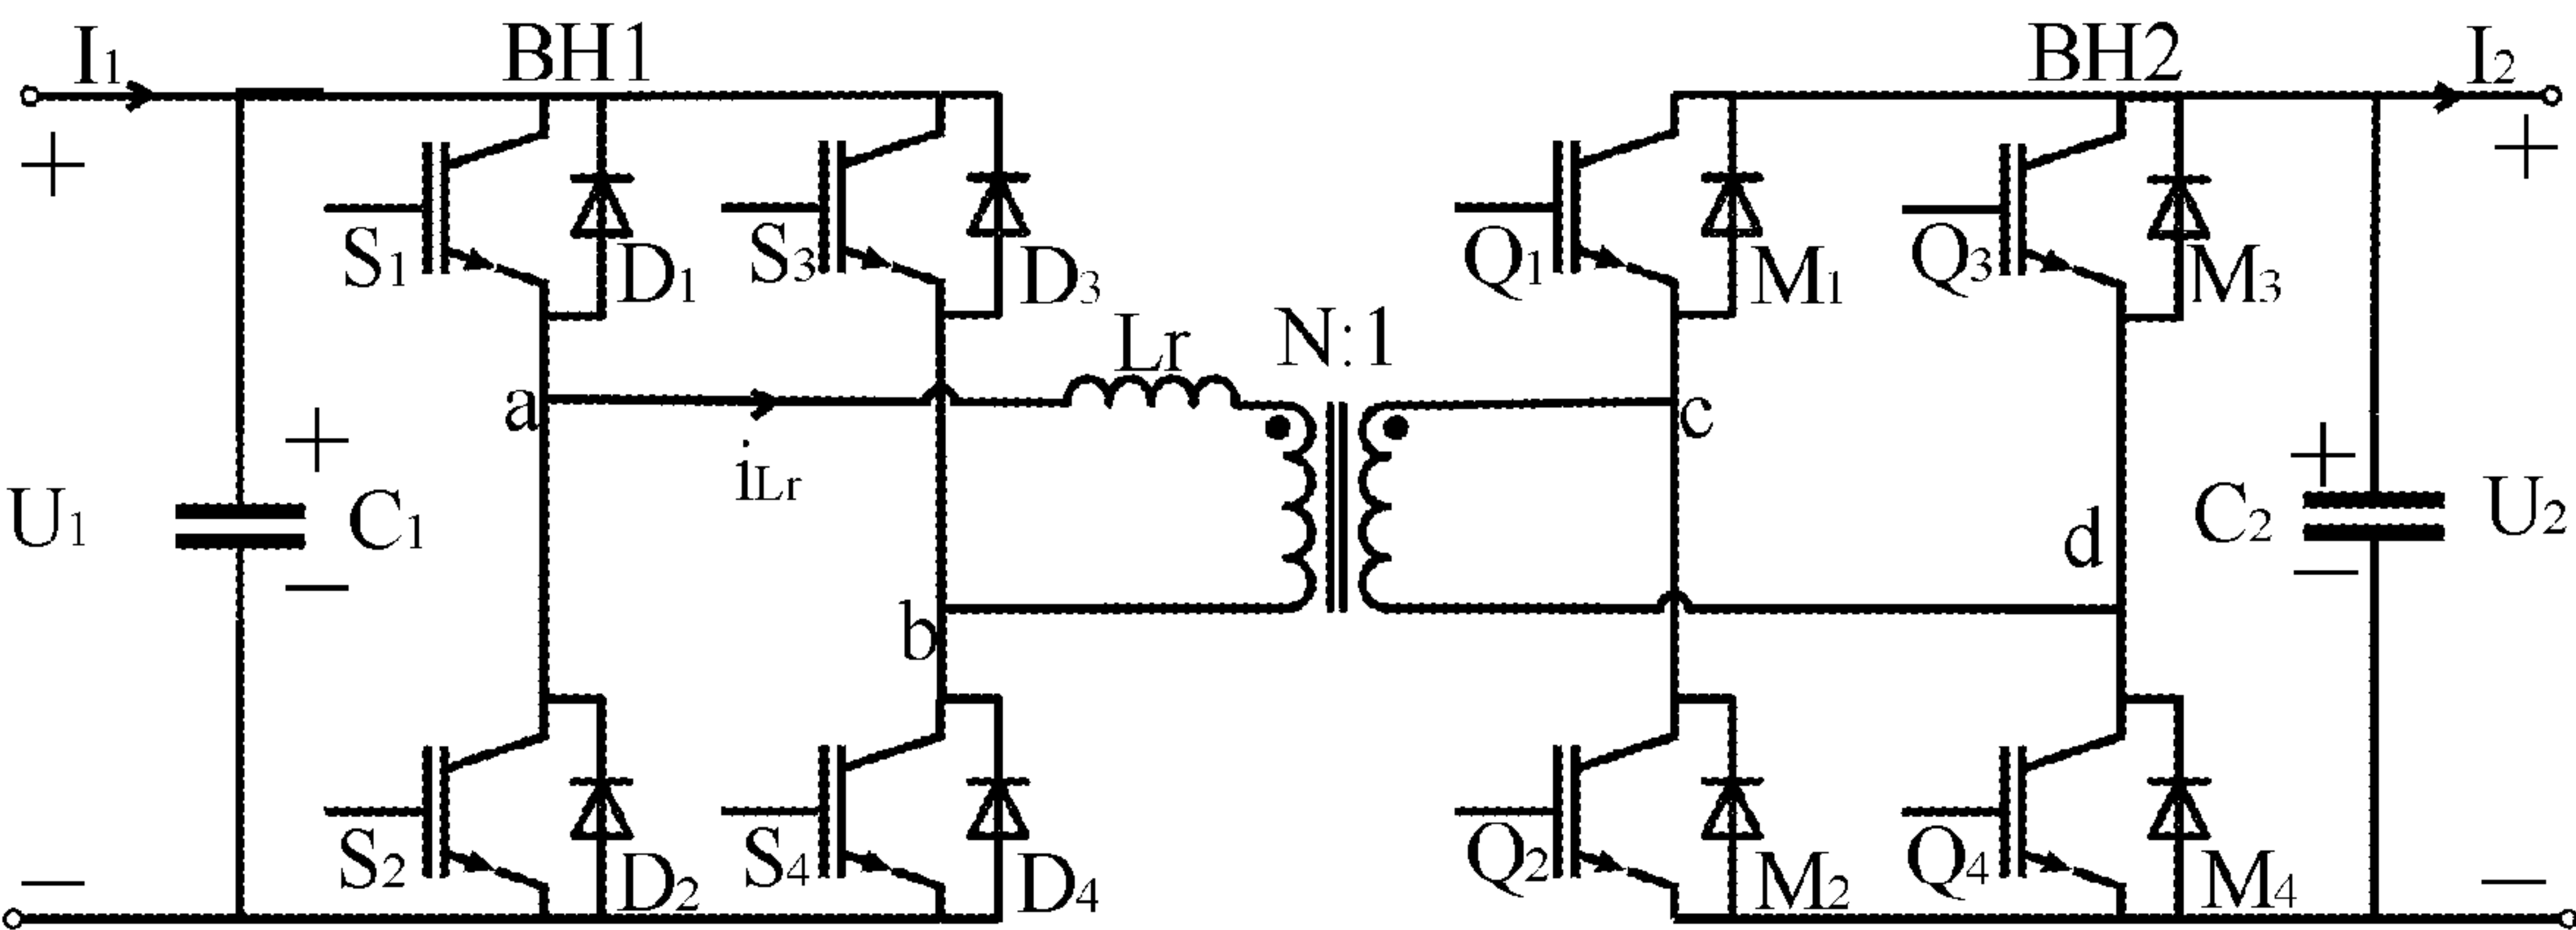 I1 BH1 BH2 I2
+ +
S1 D1 S3 D3 Q1 M1 Q3 M3
Lr N:1
a c
iLr
+ +
U1 C1 d C2 U2
− −
b
S2 D2 S4 D4 Q2 M2 Q4 M4
− −